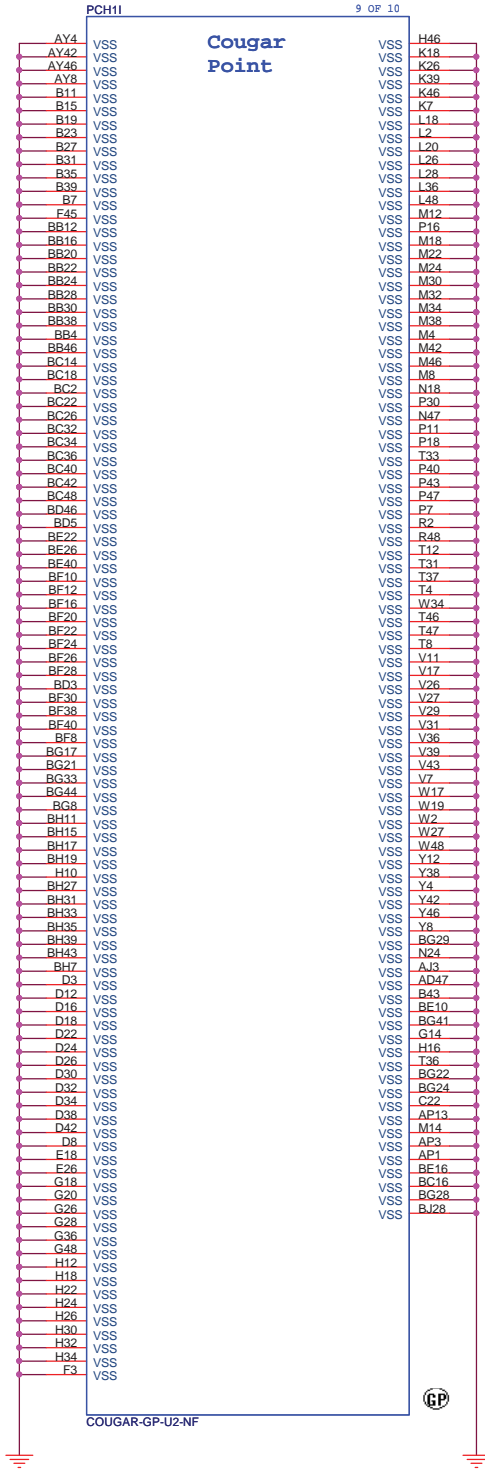 PCH1I
9 OF 10
Cougar
Point
AY4 VSS VSS H46
AY42 VSS VSS K18
AY46 VSS VSS K26
AY8 VSS VSS K39
B11 VSS VSS K46
B15 VSS VSS K7
B19 VSS VSS L18
B23 VSS VSS L2
B27 VSS VSS L20
B31 VSS VSS L26
B35 VSS VSS L28
B39 VSS VSS L36
B7 VSS VSS L48
F45 VSS VSS M12
BB12 VSS VSS P16
BB16 VSS VSS M18
BB20 VSS VSS M22
BB22 VSS VSS M24
BB24 VSS VSS M30
BB28 VSS VSS M32
BB30 VSS VSS M34
BB38 VSS VSS M38
BB4 VSS VSS M4
BB46 VSS VSS M42
BC14 VSS VSS M46
BC18 VSS VSS M8
BC2 VSS VSS N18
BC22 VSS VSS P30
BC26 VSS VSS N47
BC32 VSS VSS P11
BC34 VSS VSS P18
BC36 VSS VSS T33
BC40 VSS VSS P40
BC42 VSS VSS P43
BC48 VSS VSS P47
BD46 VSS VSS P7
BD5 VSS VSS R2
BE22 VSS VSS R48
BE26 VSS VSS T12
BE40 VSS VSS T31
BF10 VSS VSS T37
BF12 VSS VSS T4
BF16 VSS VSS W34
BF20 VSS VSS T46
BF22 VSS VSS T47
BF24 VSS VSS T8
BF26 VSS VSS V11
BF28 VSS VSS V17
BD3 VSS VSS V26
BF30 VSS VSS V27
BF38 VSS VSS V29
BF40 VSS VSS V31
BF8 VSS VSS V36
BG17 VSS VSS V39
BG21 VSS VSS V43
BG33 VSS VSS V7
BG44 VSS VSS W17
BG8 VSS VSS W19
BH11 VSS VSS W2
BH15 VSS VSS W27
BH17 VSS VSS W48
BH19 VSS VSS Y12
H10 VSS VSS Y38
BH27 VSS VSS Y4
BH31 VSS VSS Y42
BH33 VSS VSS Y46
BH35 VSS VSS Y8
BH39 VSS VSS BG29
BH43 VSS VSS N24
BH7 VSS VSS AJ3
D3 VSS VSS AD47
D12 VSS VSS B43
D16 VSS VSS BE10
D18 VSS VSS BG41
D22 VSS VSS G14
D24 VSS VSS H16
D26 VSS VSS T36
D30 VSS VSS BG22
D32 VSS VSS BG24
D34 VSS VSS C22
D38 VSS VSS AP13
D42 VSS VSS M14
D8 VSS VSS AP3
E18 VSS VSS AP1
E26 VSS VSS BE16
G18 VSS VSS BC16
G20 VSS VSS BG28
G26 VSS VSS BJ28
G28 VSS
G36 VSS
G48 VSS
H12 VSS
H18 VSS
H22 VSS
H24 VSS
H26 VSS
H30 VSS
H32 VSS
H34 VSS
F3 VSS
GP
COUGAR-GP-U2-NF